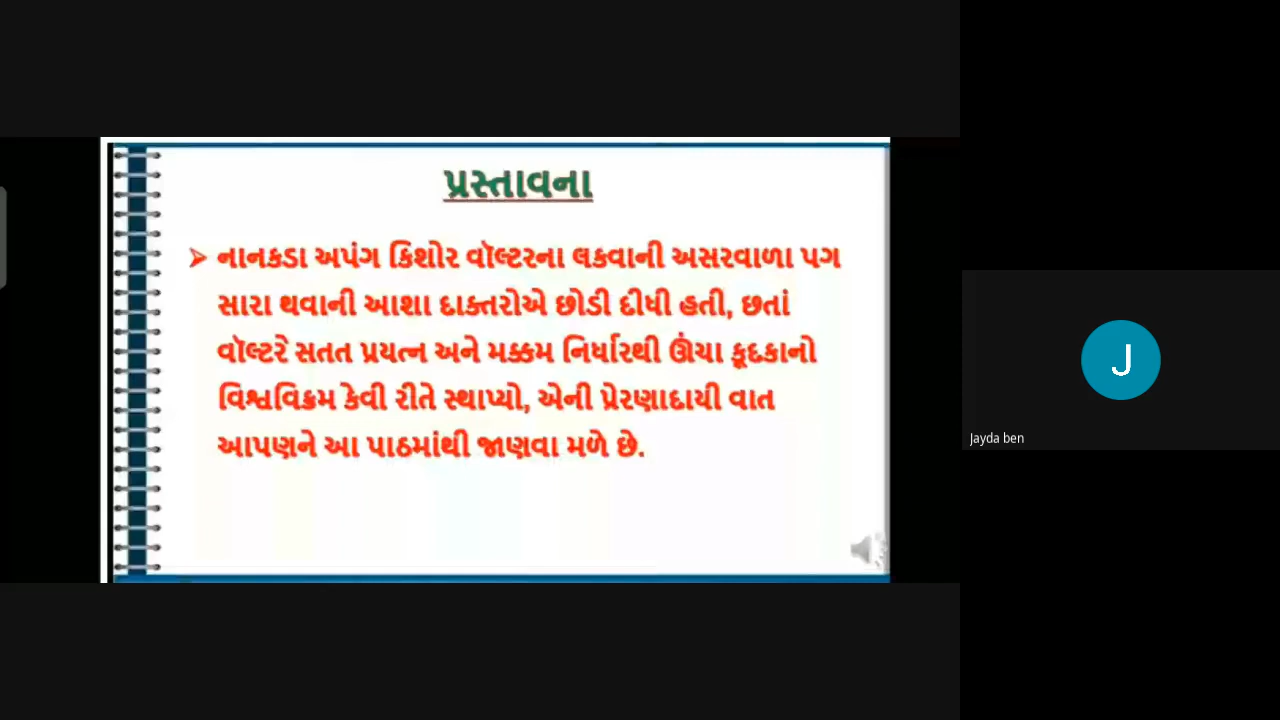 પ્રસ્તાવના
➢ નાનકડા અપંગ કિશોર વૉલ્ટરના લકવાની અસરવાળા પગ
સારા થવાની આશા દાક્તરોએ છોડી દીધી હતી, છતાં
વૉલ્ટરે સતત પ્રયત્ન અને મક્કમ નિર્ધારથી ઊંચા કૂદકાનો
વિશ્વવિક્રમ કેવી રીતે સ્થાપ્યો, એની પ્રેરણાદાયી વાત
આપણને આ પાઠમાંથી જાણવા મળે છે.
J
Jayda ben